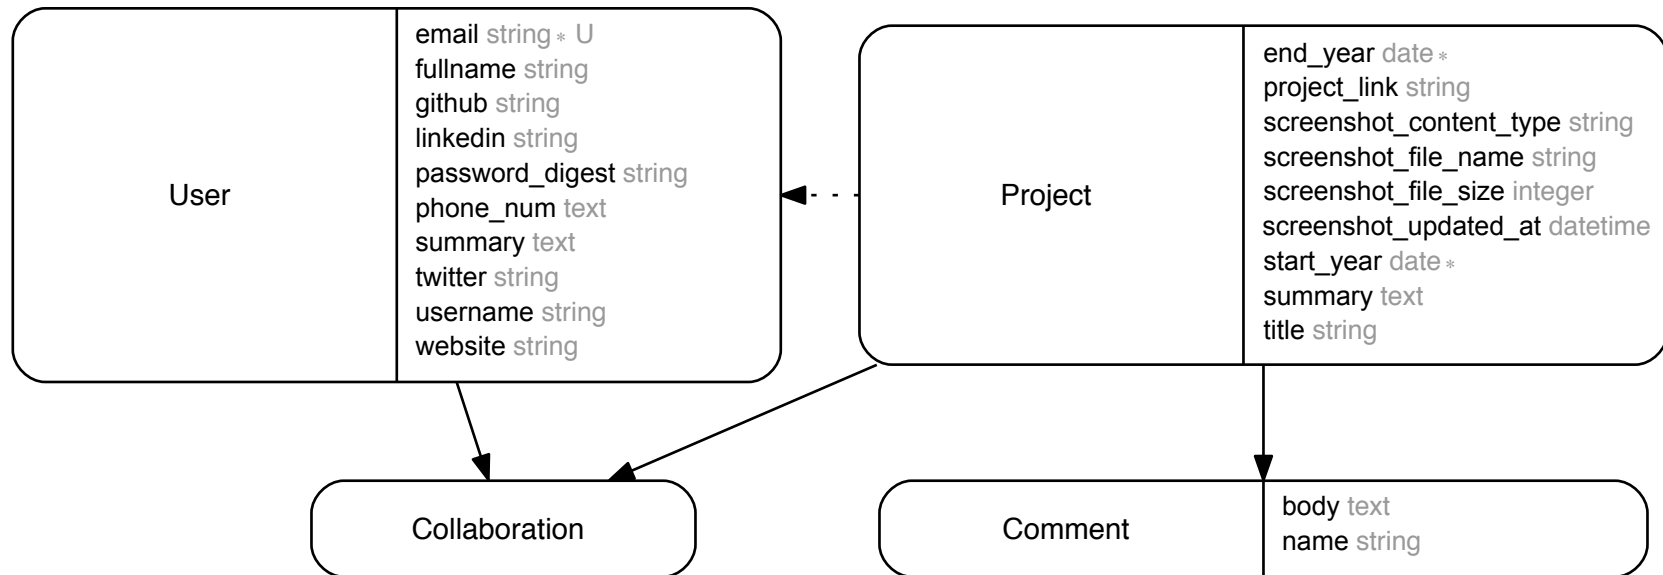 User
email string * U
fullname string
github string
linkedin string
password_digest string
phone_num text
summary text
twitter string
username string
website string
Project
end_year date *
project_link string
screenshot_content_type string
screenshot_file_name string
screenshot_file_size integer
screenshot_updated_at datetime
start_year date *
summary text
title string
Collaboration
Comment
body text
name string